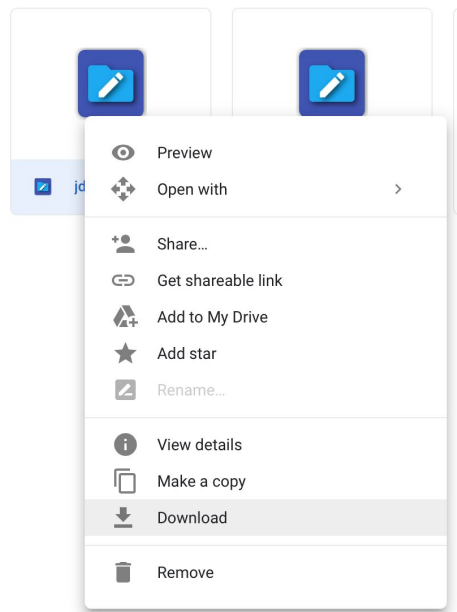 jd
Preview
Open with
Share...
Get shareable link
Add to My Drive
Add star
Rename...
View details
Make a copy
Download
Remove